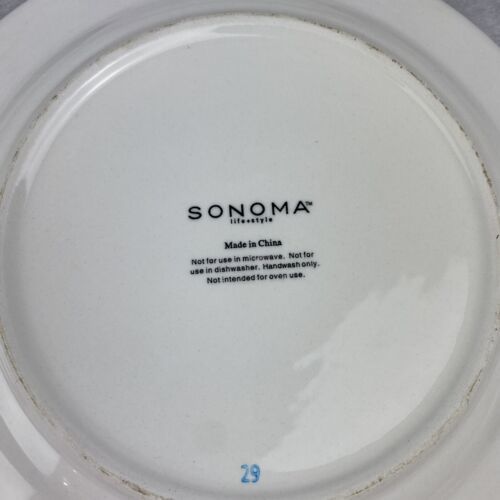 SONOMA™
life+style
Made in China
Not for use in microwave. Not for
use in dishwasher. Handwash only.
Not intended for oven use.
29